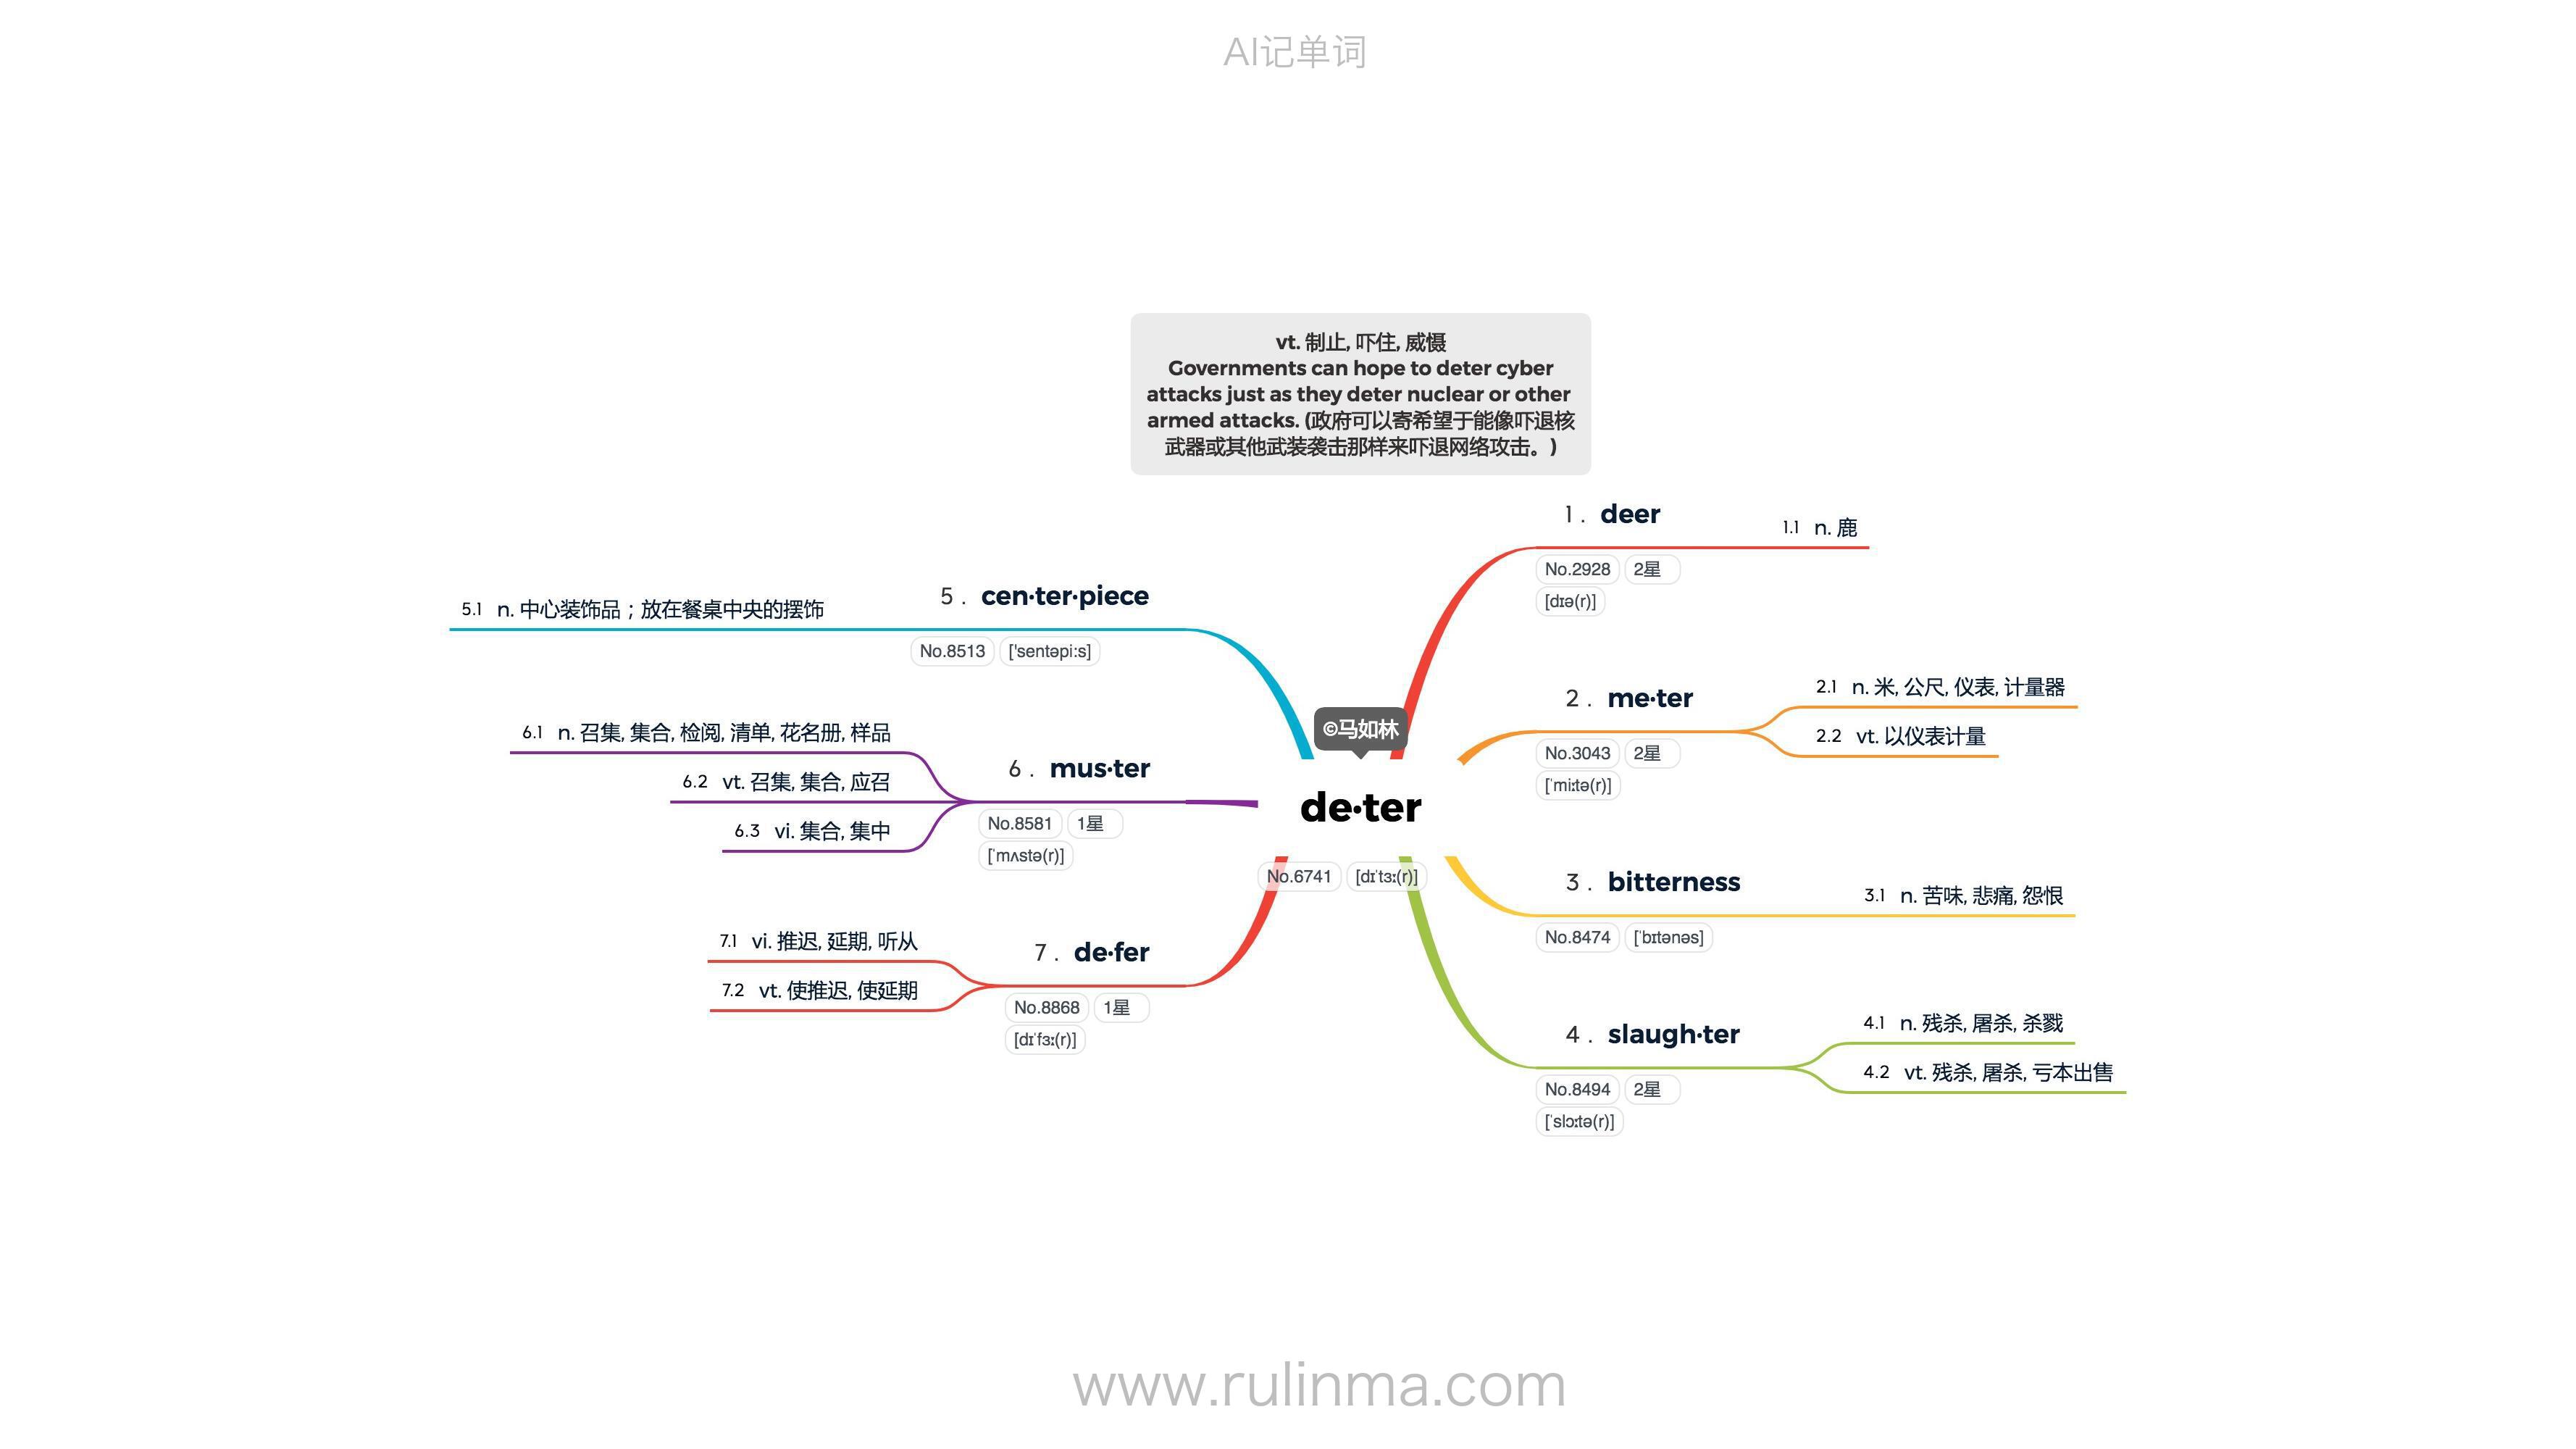 AI记单词
vt. 制止, 吓住, 威慑
Governments can hope to deter cyber
attacks just as they deter nuclear or other
armed attacks. (政府可以寄希望于能像吓退核
武器或其他武装袭击那样来吓退网络攻击。)
©马如林
de·ter
No.6741 [dɪˈtɜː(r)]
1 . deer
No.2928 2星
[dɪə(r)]
1.1 n. 鹿
2 . me·ter
No.3043 2星
[ˈmiːtə(r)]
2.1 n. 米, 公尺, 仪表, 计量器
2.2 vt. 以仪表计量
3 . bitterness
No.8474 [ˈbɪtənəs]
3.1 n. 苦味, 悲痛, 怨恨
4 . slaugh·ter
No.8494 2星
[ˈslɔːtə(r)]
4.1 n. 残杀, 屠杀, 杀戮
4.2 vt. 残杀, 屠杀, 亏本出售
5 . cen·ter·piece
No.8513 ['sentəpi:s]
5.1 n. 中心装饰品；放在餐桌中央的摆饰
6 . mus·ter
No.8581 1星
[ˈmʌstə(r)]
6.1 n. 召集, 集合, 检阅, 清单, 花名册, 样品
6.2 vt. 召集, 集合, 应召
6.3 vi. 集合, 集中
7 . de·fer
No.8868 1星
[dɪˈfɜː(r)]
7.1 vi. 推迟, 延期, 听从
7.2 vt. 使推迟, 使延期
www.rulinma.com